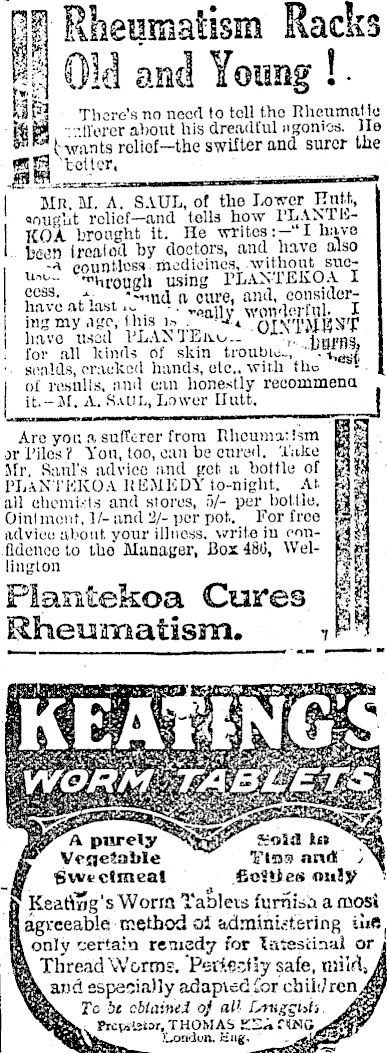 Rheumatism Racks
Old and Young!
There's no need to tell the Rheumatic
sufferer about his dreadful agonies. He
wants relief—the swifter and surer the
better.
MR. M. A. SAUL, of the Lower Hutt,
sought relief—and tells how PLANTE-
KOA brought it. He writes:—"I have
been treated by doctors, and have also
countless medicines, without suc-
cess. through using PLANTEKOA I
have at last found a cure, and, consider-
ing my age, this is really wonderful. I
have used PLANTEKOA OINTMENT
for all kinds of skin troubles, burns,
scalds, cracked hands, etc., with the best
of results, and can honestly recommend
it.—M. A. SAUL, Lower Hutt.
Are you a sufferer from Rheumatism
or Piles? You, too, can be cured. Take
Mr. Saul's advice and get a bottle of
PLANTEKOA REMEDY to-night. At
all chemists and stores, 5/- per bottle.
Ointment, 1/- and 2/- per pot. For free
advice about your illness, write in con-
fidence to the Manager, Box 486, Wel-
lington
Plantekoa Cures
Rheumatism.
7
KEATING'S
WORM TABLETS
A purely
Vegetable
Sweetmeat
Sold in
Tins and
Bottles only
Keating's Worm Tablets furnish a most
agreeable method of administering the
only certain remedy for Intestinal or
Thread Worms. Perfectly safe, mild,
and especially adapted for children
To be obtained of all Druggists.
Proprietor, THOMAS KEATING
London, Eng.